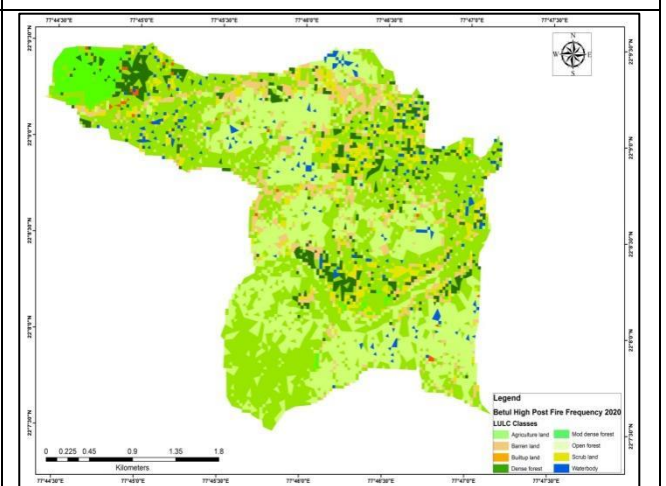 77°44'30"E 77°45'0"E 77°45'30"E 77°46'0"E 77°46'30"E 77°47'0"E 77°47'30"E
N
W E
S
Legend
Betul High Post Fire Frequency 2020
LULC Classes
Agriculture land Mod dense forest
Barren land Open forest
Builtup land Scrub land
Dense forest Waterbody
0 0.225 0.45 0.9 1.35 1.8
Kilometers
77°44'30"E 77°45'0"E 77°45'30"E 77°46'0"E 77°46'30"E 77°47'0"E 77°47'30"E